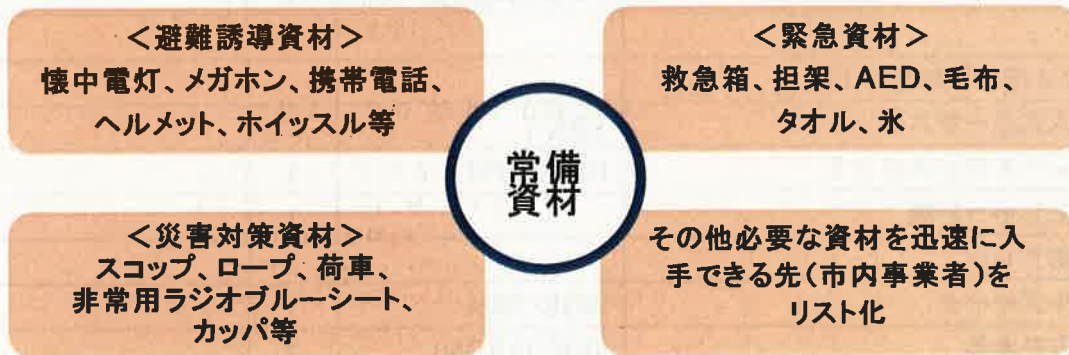 ＜避難誘導資材＞
懐中電灯、メガホン、携帯電話、
ヘルメット、ホイッスル等
＜緊急資材＞
救急箱、担架、AED、毛布、
タオル、氷
常備
資材
＜災害対策資材＞
スコップ、ロープ、荷車、
非常用ラジオブルーシート、
カッパ等
その他必要な資材を迅速に入
手できる先（市内事業者）を
リスト化